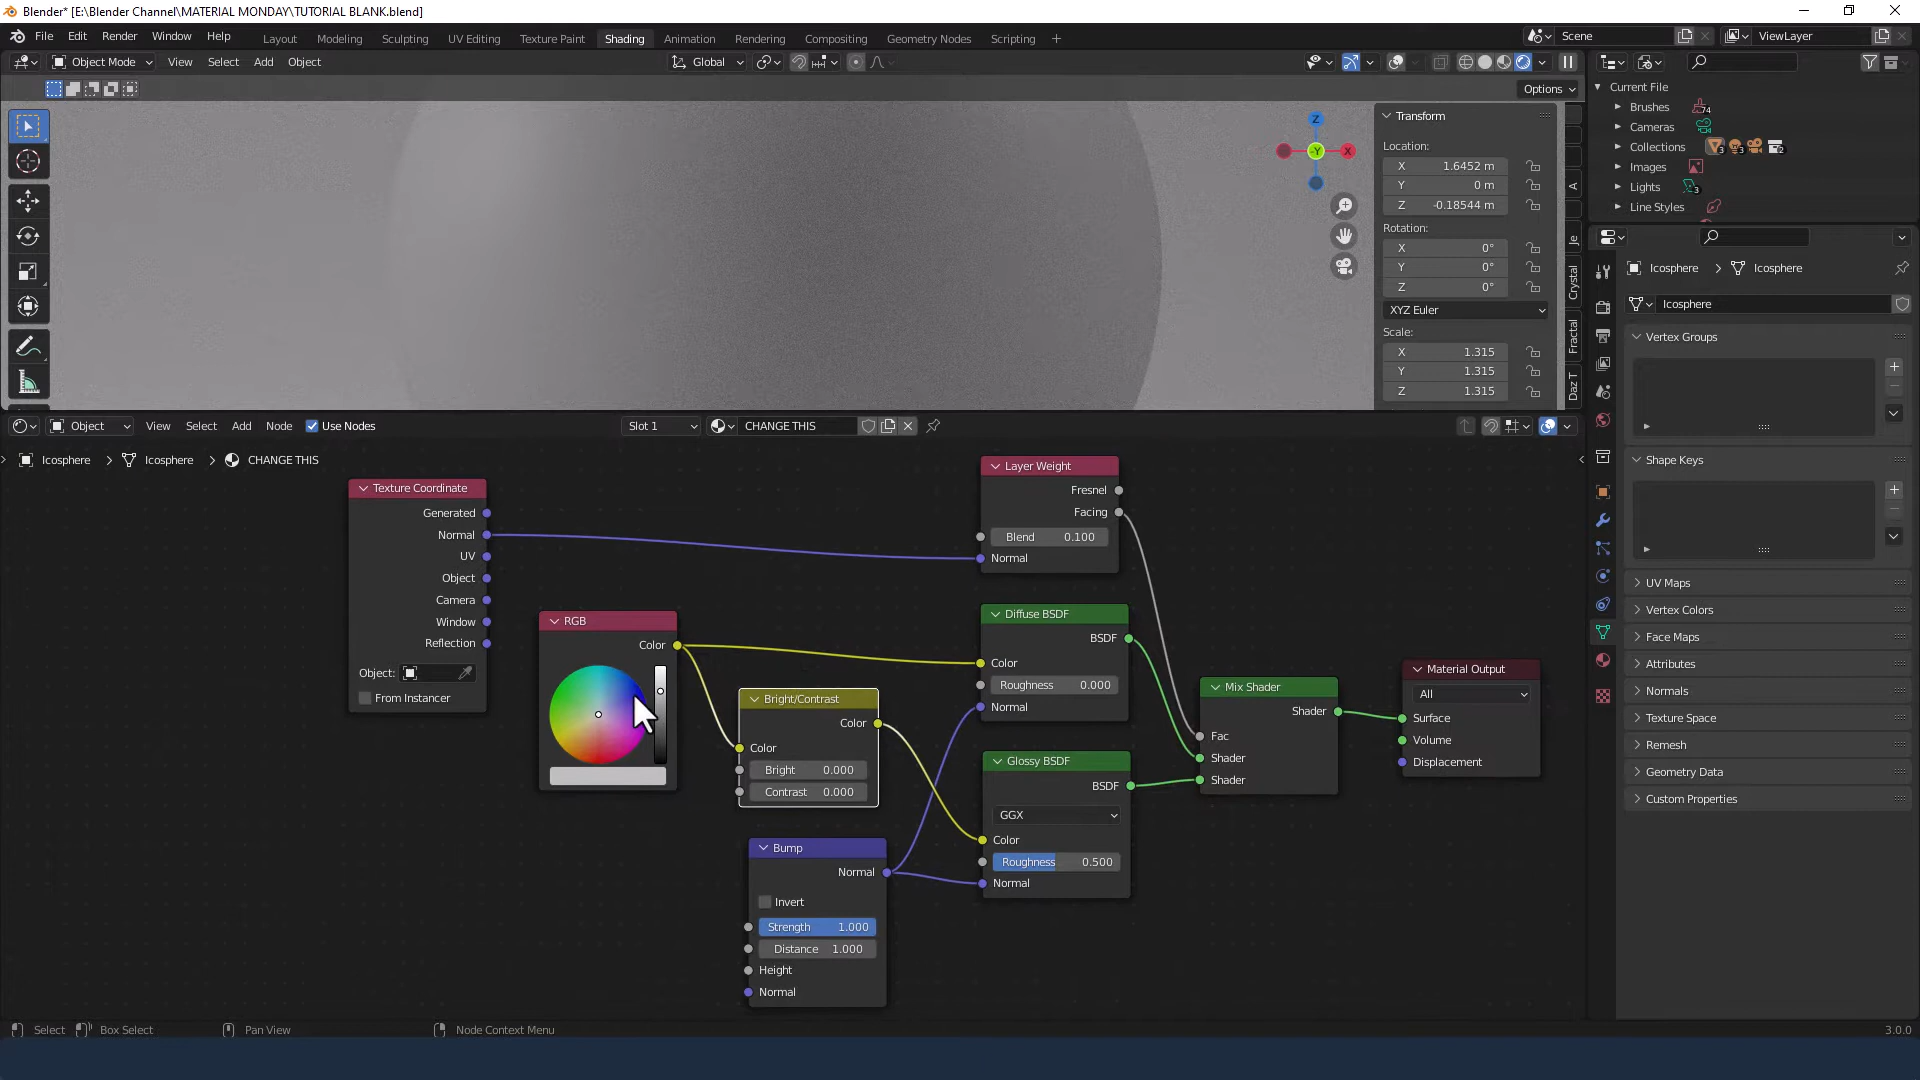 Blender* [E:\Blender Channel\MATERIAL MONDAY\TUTORIAL BLANK.blend]
File Edit Render Window Help Layout Modeling Sculpting UV Editing Texture Paint Shading Animation Rendering Compositing Geometry Nodes Scripting + Scene ViewLayer
Object Mode View Select Add Object Global
Options
Current File
Brushes 74
Cameras
Collections 3 3 2
Images
Lights 3
Line Styles
Z
-Y
X
Transform
Location:
X 1.6452 m
Y 0 m
Z -0.18544 m
Rotation:
X 0°
Y 0°
Z 0°
XYZ Euler
Scale:
X 1.315
Y 1.315
Z 1.315
A
Je
Crystal
Fractal
Daz T
Icosphere > Icosphere
Icosphere
Vertex Groups
Shape Keys
UV Maps
Vertex Colors
Face Maps
Attributes
Normals
Texture Space
Remesh
Geometry Data
Custom Properties
Object View Select Add Node Use Nodes Slot 1 CHANGE THIS
Icosphere > Icosphere > CHANGE THIS
Texture Coordinate
Generated
Normal
UV
Object
Camera
Window
Reflection
Object:
From Instancer
RGB
Color
Bright/Contrast
Color
Color
Bright 0.000
Contrast 0.000
Bump
Normal
Invert
Strength 1.000
Distance 1.000
Height
Normal
Layer Weight
Fresnel
Facing
Blend 0.100
Normal
Diffuse BSDF
BSDF
Color
Roughness 0.000
Normal
Glossy BSDF
BSDF
GGX
Color
Roughness 0.500
Normal
Mix Shader
Shader
Fac
Shader
Shader
Material Output
All
Surface
Volume
Displacement
Select Box Select Pan View Node Context Menu 3.0.0